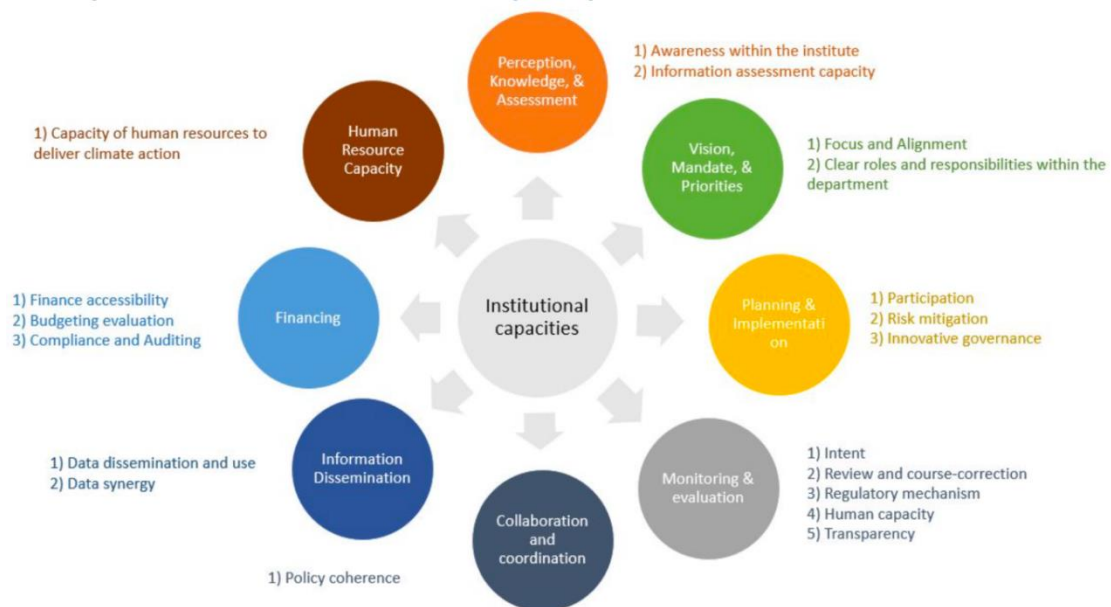 Perception,
Knowledge, &
Assessment
1) Awareness within the institute
2) Information assessment capacity
Vision,
Mandate, &
Priorities
1) Focus and Alignment
2) Clear roles and responsibilities within the
department
Planning &
Implementati
on
1) Participation
2) Risk mitigation
3) Innovative governance
Monitoring &
evaluation
1) Intent
2) Review and course-correction
3) Regulatory mechanism
4) Human capacity
5) Transparency
Collaboration
and
coordination
1) Policy coherence
Information
Dissemination
1) Data dissemination and use
2) Data synergy
Financing
1) Finance accessibility
2) Budgeting evaluation
3) Compliance and Auditing
Human
Resource
Capacity
1) Capacity of human resources to
deliver climate action
Institutional
capacities